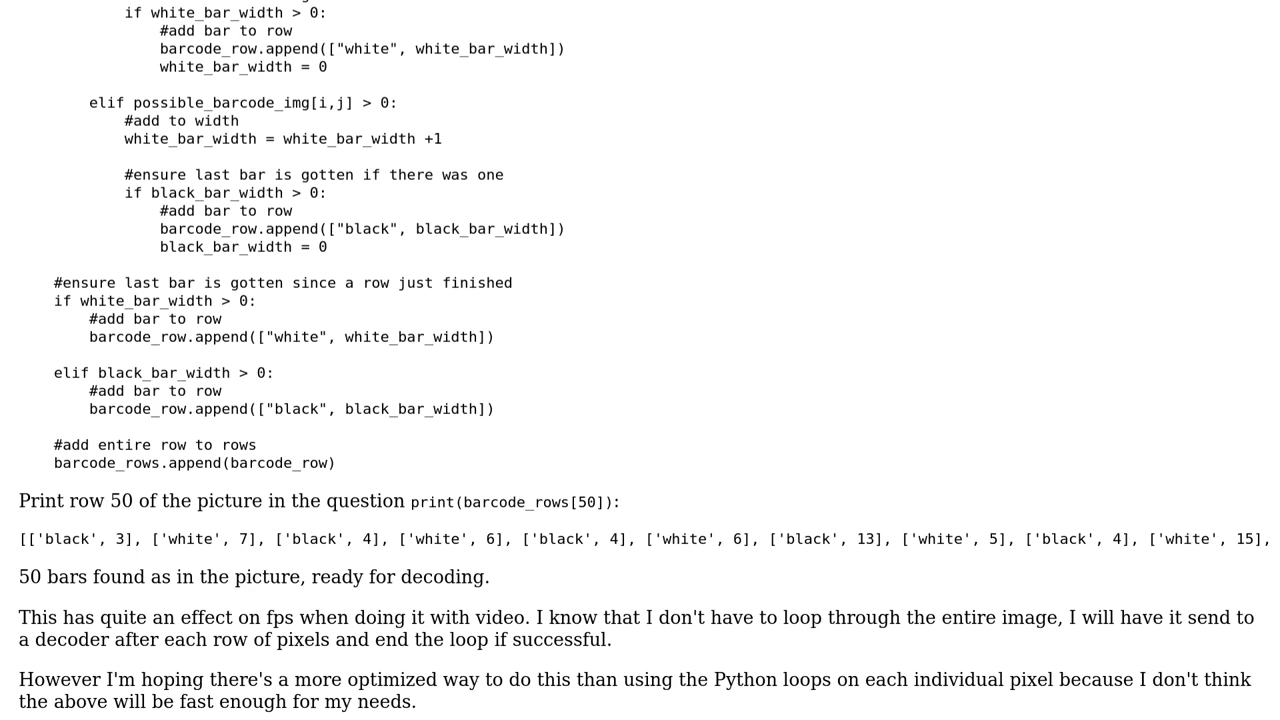 if white_bar_width > 0:
                #add bar to row
                barcode_row.append(["white", white_bar_width])
                white_bar_width = 0

        elif possible_barcode_img[i,j] > 0:
            #add to width
            white_bar_width = white_bar_width +1

            #ensure last bar is gotten if there was one
            if black_bar_width > 0:
                #add bar to row
                barcode_row.append(["black", black_bar_width])
                black_bar_width = 0

    #ensure last bar is gotten since a row just finished
    if white_bar_width > 0:
        #add bar to row
        barcode_row.append(["white", white_bar_width])

    elif black_bar_width > 0:
        #add bar to row
        barcode_row.append(["black", black_bar_width])

    #add entire row to rows
    barcode_rows.append(barcode_row)
Print row 50 of the picture in the question print(barcode_rows[50]):
[['black', 3], ['white', 7], ['black', 4], ['white', 6], ['black', 4], ['white', 6], ['black', 13], ['white', 5], ['black', 4], ['white', 15],
50 bars found as in the picture, ready for decoding.
This has quite an effect on fps when doing it with video. I know that I don't have to loop through the entire image, I will have it send to
a decoder after each row of pixels and end the loop if successful.
However I'm hoping there's a more optimized way to do this than using the Python loops on each individual pixel because I don't think
the above will be fast enough for my needs.